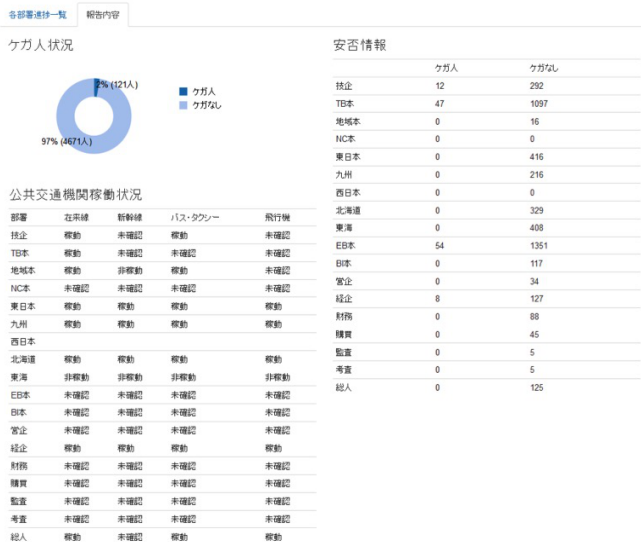 各部署進捗一覧 報告内容
ケガ人状況
2% (121人)
97% (4671人)
ケガ人
ケガなし
公共交通機関稼働状況
部署 在来線 新幹線 バス・タクシー 飛行機
技企 稼動 未確認 稼動 未確認
TB本 稼動 未確認 未確認 未確認
地域本 稼動 非稼動 稼動 未確認
NC本 未確認 未確認 未確認 未確認
東日本 稼動 稼動 稼動 稼動
九州 稼動 稼動 稼動 稼動
西日本
北海道 稼動 稼動 稼動 稼動
東海 非稼動 非稼動 非稼動 非稼動
EB本 未確認 未確認 未確認 未確認
BI本 未確認 未確認 未確認 未確認
営企 未確認 未確認 未確認 未確認
経企 稼動 稼動 稼動 稼動
財務 未確認 未確認 未確認 未確認
購買 未確認 未確認 未確認 未確認
監査 未確認 未確認 未確認 未確認
考査 未確認 未確認 未確認 未確認
総人 稼動 未確認 稼動 稼動
安否情報
ケガ人 ケガなし
技企 12 292
TB本 47 1097
地域本 0 16
NC本 0 0
東日本 0 416
九州 0 216
西日本 0 0
北海道 0 329
東海 0 408
EB本 54 1351
BI本 0 117
営企 0 34
経企 8 127
財務 0 88
購買 0 45
監査 0 5
考査 0 5
総人 0 125